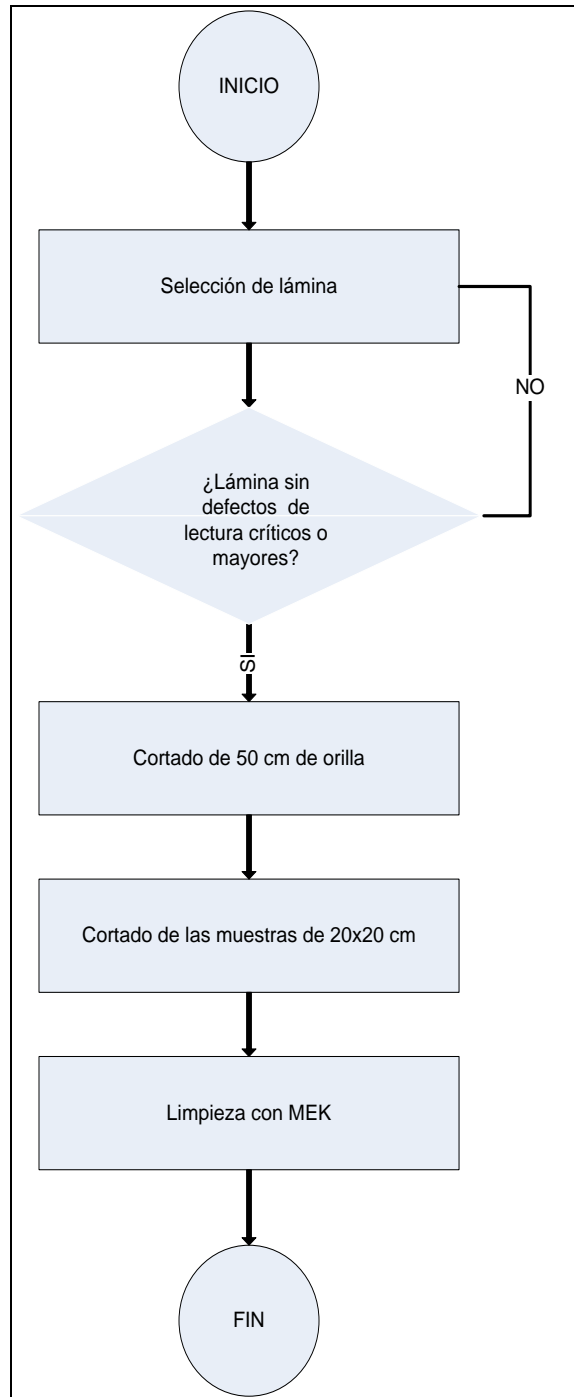 INICIO
Selección de lámina
NO
¿Lámina sin
defectos de
lectura críticos o
mayores?
SI
Cortado de 50 cm de orilla
Cortado de las muestras de 20x20 cm
Limpieza con MEK
FIN